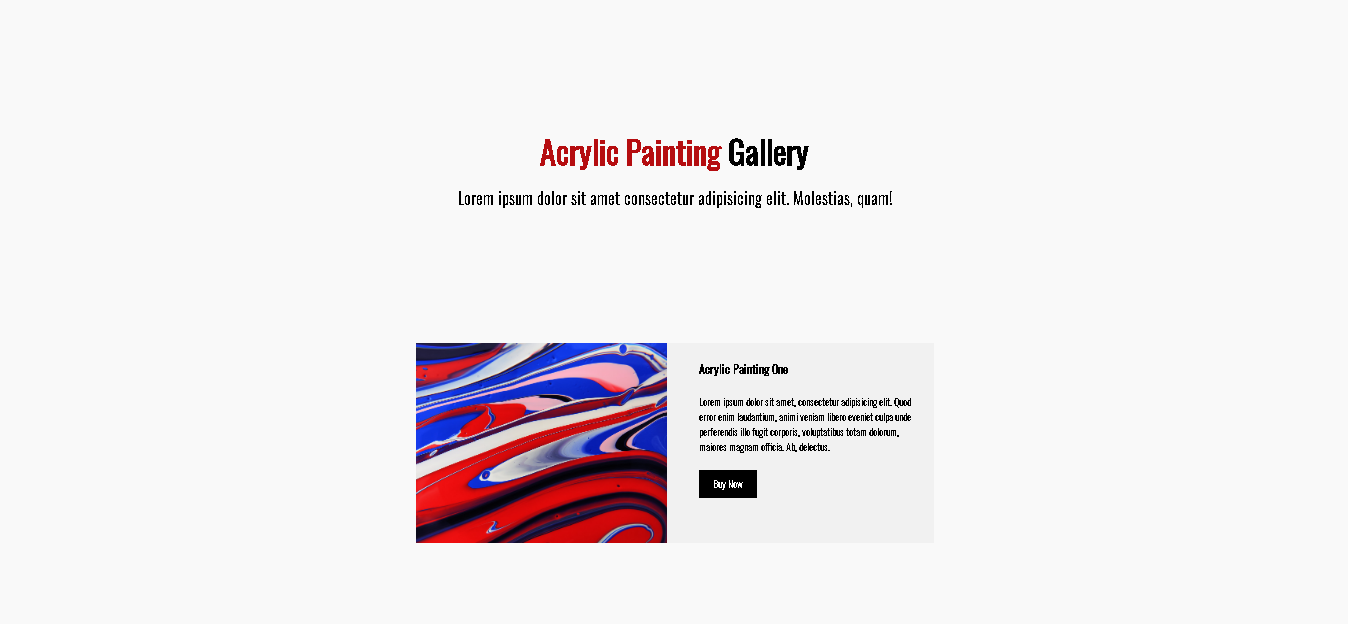 Acrylic Painting Gallery
Lorem ipsum dolor sit amet consectetur adipisicing elit. Molestias, quam!
Acrylic Painting One
Lorem ipsum dolor sit amet, consectetur adipisicing elit. Quod
error enim laudantium, animi veniam libero eveniet culpa unde
perferendis illo fugit corporis, voluptatibus totam dolorum,
maiores magnam officia. Ab, delectus.
Buy Now